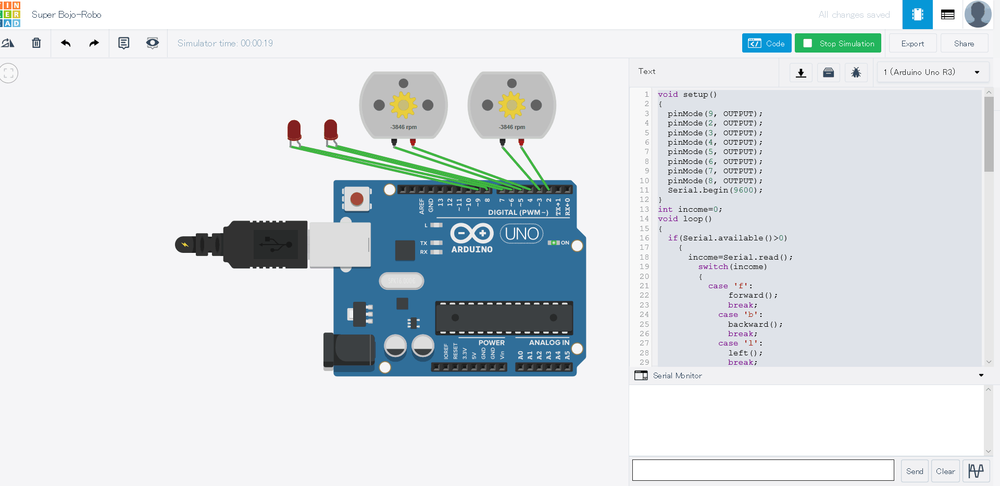 TIN
KER
CAD
Super Bojo-Robo
All changes saved
Simulator time: 00:00:19
Code
Stop Simulation
Export
Share
Text
1 (Arduino Uno R3)
-3846 rpm
-3846 rpm
AREF
GND
13
12
~11
~10
~9
8
7
~6
~5
4
~3
2
TX→1
RX←0
DIGITAL (PWM~)
L
TX
RX
ARDUINO
UNO
ON
SPK16.000G
POWER
ANALOG IN
IOREF
RESET
3.3V
5V
GND
GND
Vin
A0
A1
A2
A3
A4
A5
1 void setup()
2 {
3 pinMode(9, OUTPUT);
4 pinMode(2, OUTPUT);
5 pinMode(3, OUTPUT);
6 pinMode(4, OUTPUT);
7 pinMode(5, OUTPUT);
8 pinMode(6, OUTPUT);
9 pinMode(7, OUTPUT);
10 pinMode(8, OUTPUT);
11 Serial.begin(9600);
12 }
13 int income=0;
14 void loop()
15 {
16 if(Serial.available()>0)
17 {
18 income=Serial.read();
19 switch(income)
20 {
21 case 'f':
22 forward();
23 break;
24 case 'b':
25 backward();
26 break;
27 case 'l':
28 left();
29 break;
Serial Monitor
Send
Clear